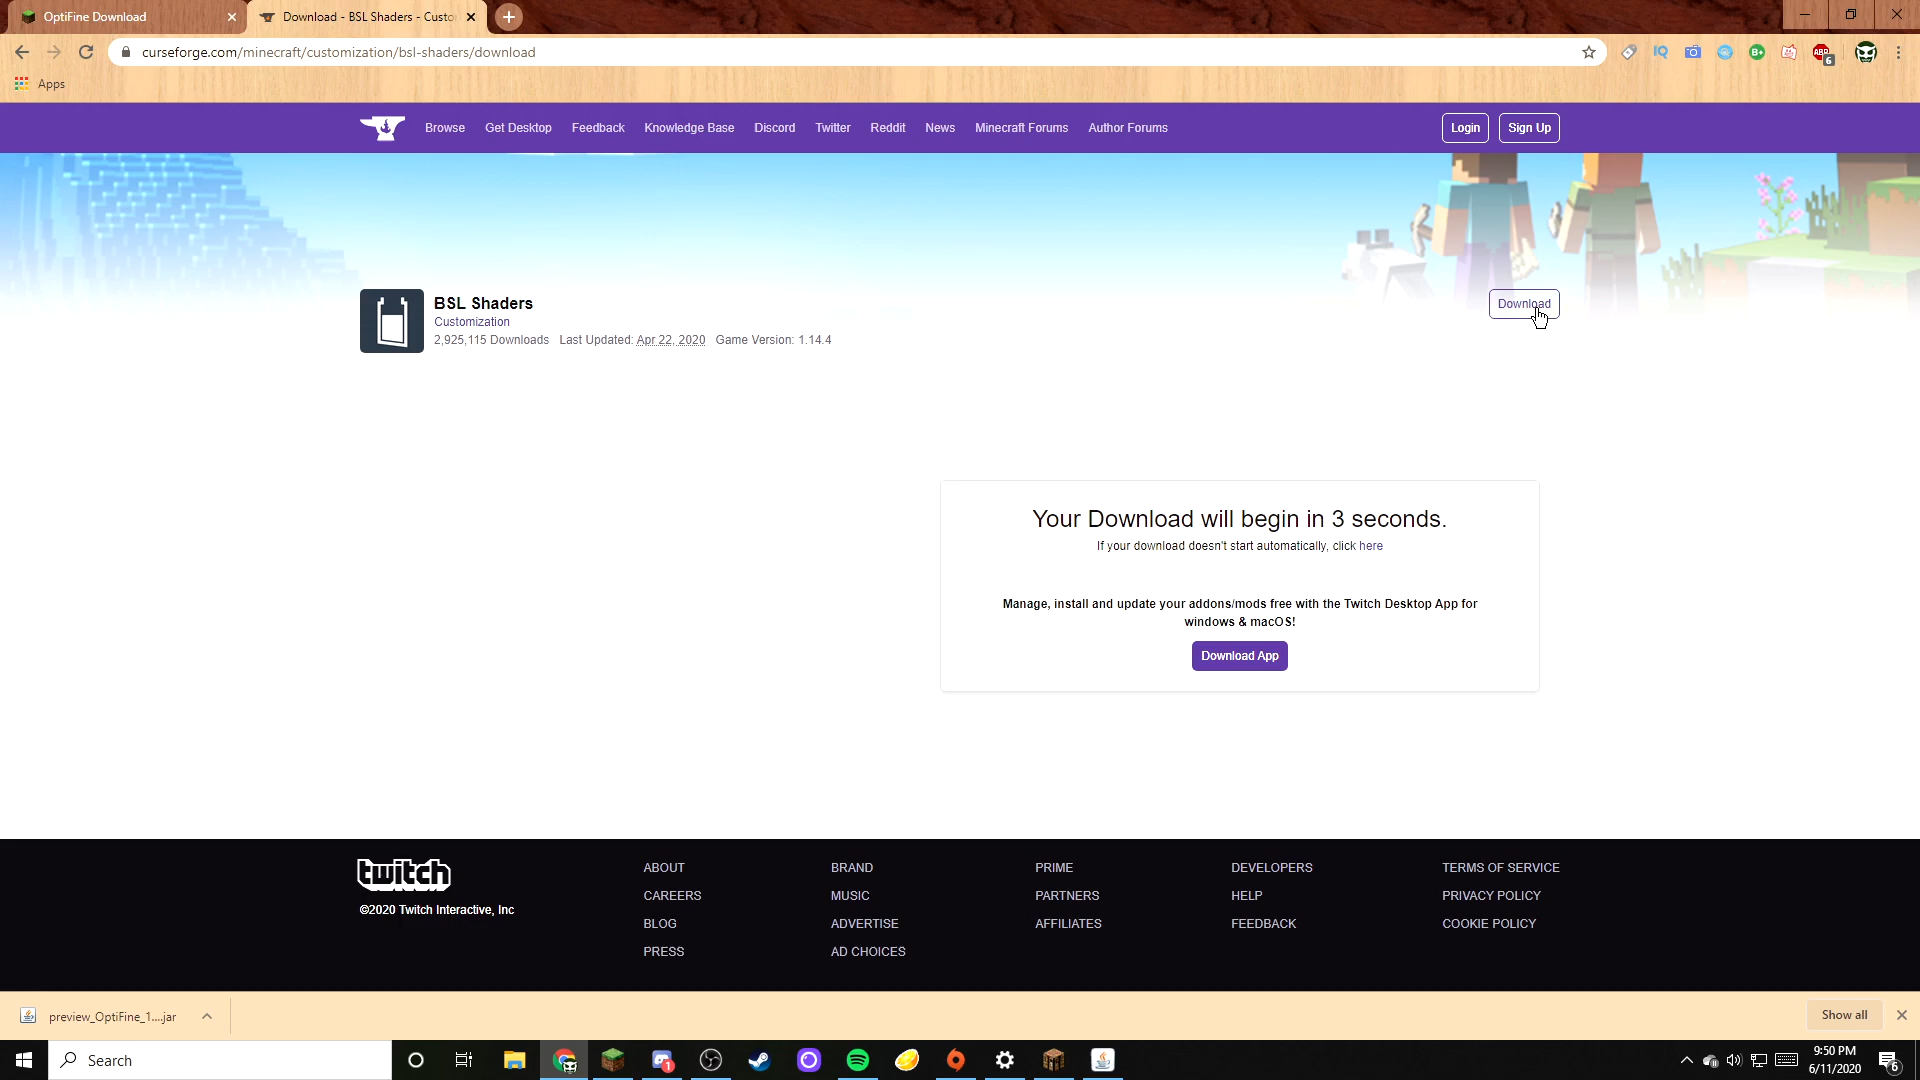 OptiFine Download
Download - BSL Shaders - Custo
curseforge.com/minecraft/customization/bsl-shaders/download
ABP
6
Apps
Browse
Get Desktop
Feedback
Knowledge Base
Discord
Twitter
Reddit
News
Minecraft Forums
Author Forums
Login
Sign Up
BSL Shaders
Download
Customization
2,925,115 Downloads Last Updated: Apr 22, 2020 Game Version: 1.14.4
Your Download will begin in 3 seconds.
If your download doesn't start automatically, click here
Manage, install and update your addons/mods free with the Twitch Desktop App for
windows & macOS!
Download App
twitch
©2020 Twitch Interactive, Inc
ABOUT
CAREERS
BLOG
PRESS
BRAND
MUSIC
ADVERTISE
AD CHOICES
PRIME
PARTNERS
AFFILIATES
DEVELOPERS
HELP
FEEDBACK
TERMS OF SERVICE
PRIVACY POLICY
COOKIE POLICY
preview_OptiFine_1....jar
Show all
Search
1
9:50 PM
6/11/2020
6